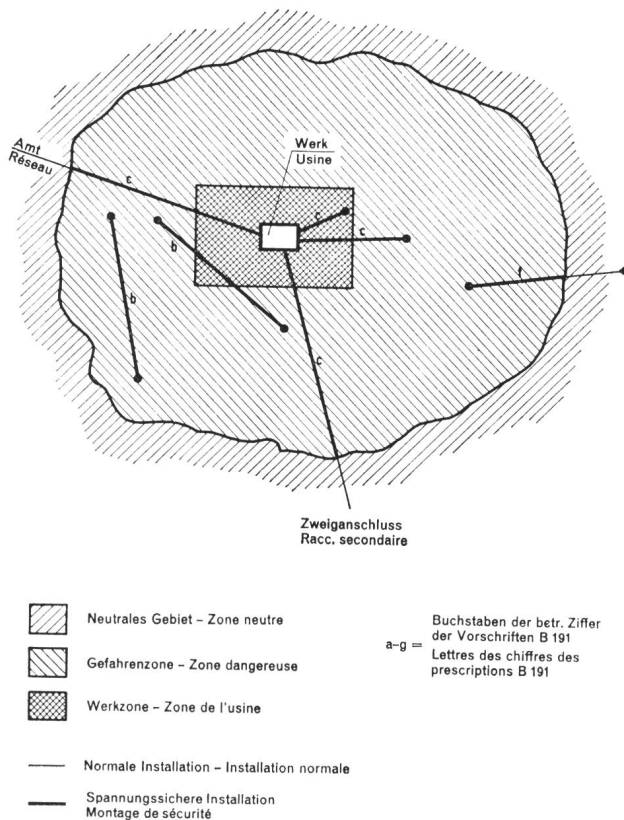 Amt
Réseau
Werk
Usine
c
c
c
b
b
f
c
Zweiganschluss
Racc. secondaire
Neutrales Gebiet – Zone neutre
Gefahrenzone – Zone dangereuse
Werkzone – Zone de l'usine
a–g =
Buchstaben der betr. Ziffer
der Vorschriften B 191
Lettres des chiffres des
prescriptions B 191
Normale Installation – Installation normale
Spannungssichere Installation
Montage de sécurité